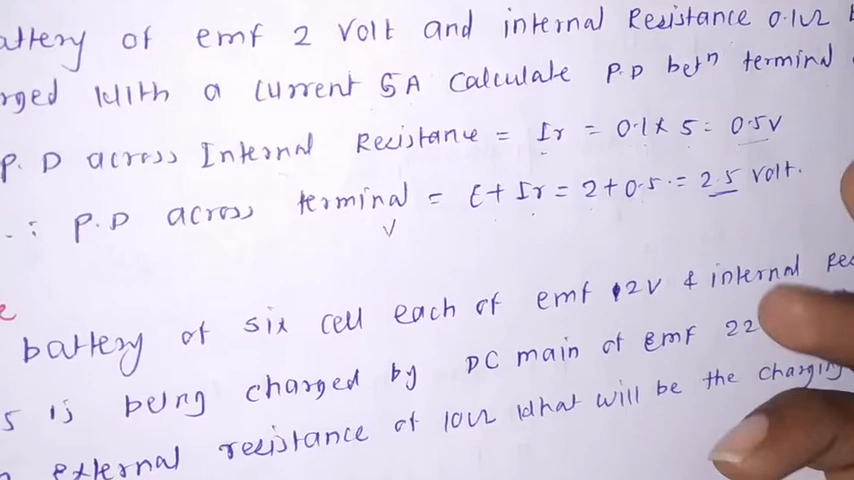 attery of emf 2 Volt and internal Resistance 0.1Ω b
rged with a current 5A Calculate P.D betⁿ terminal
P.D across Internal Resistance = Ir = 0.1 x 5 = 0.5V
∴ P.D across terminal = E + Ir = 2 + 0.5 = 2.5 volt.
V
e
battery of six cell each of emf 2V & internal Res
5 is being charged by DC main of Emf 22
external resistance of 10Ω what will be the charging